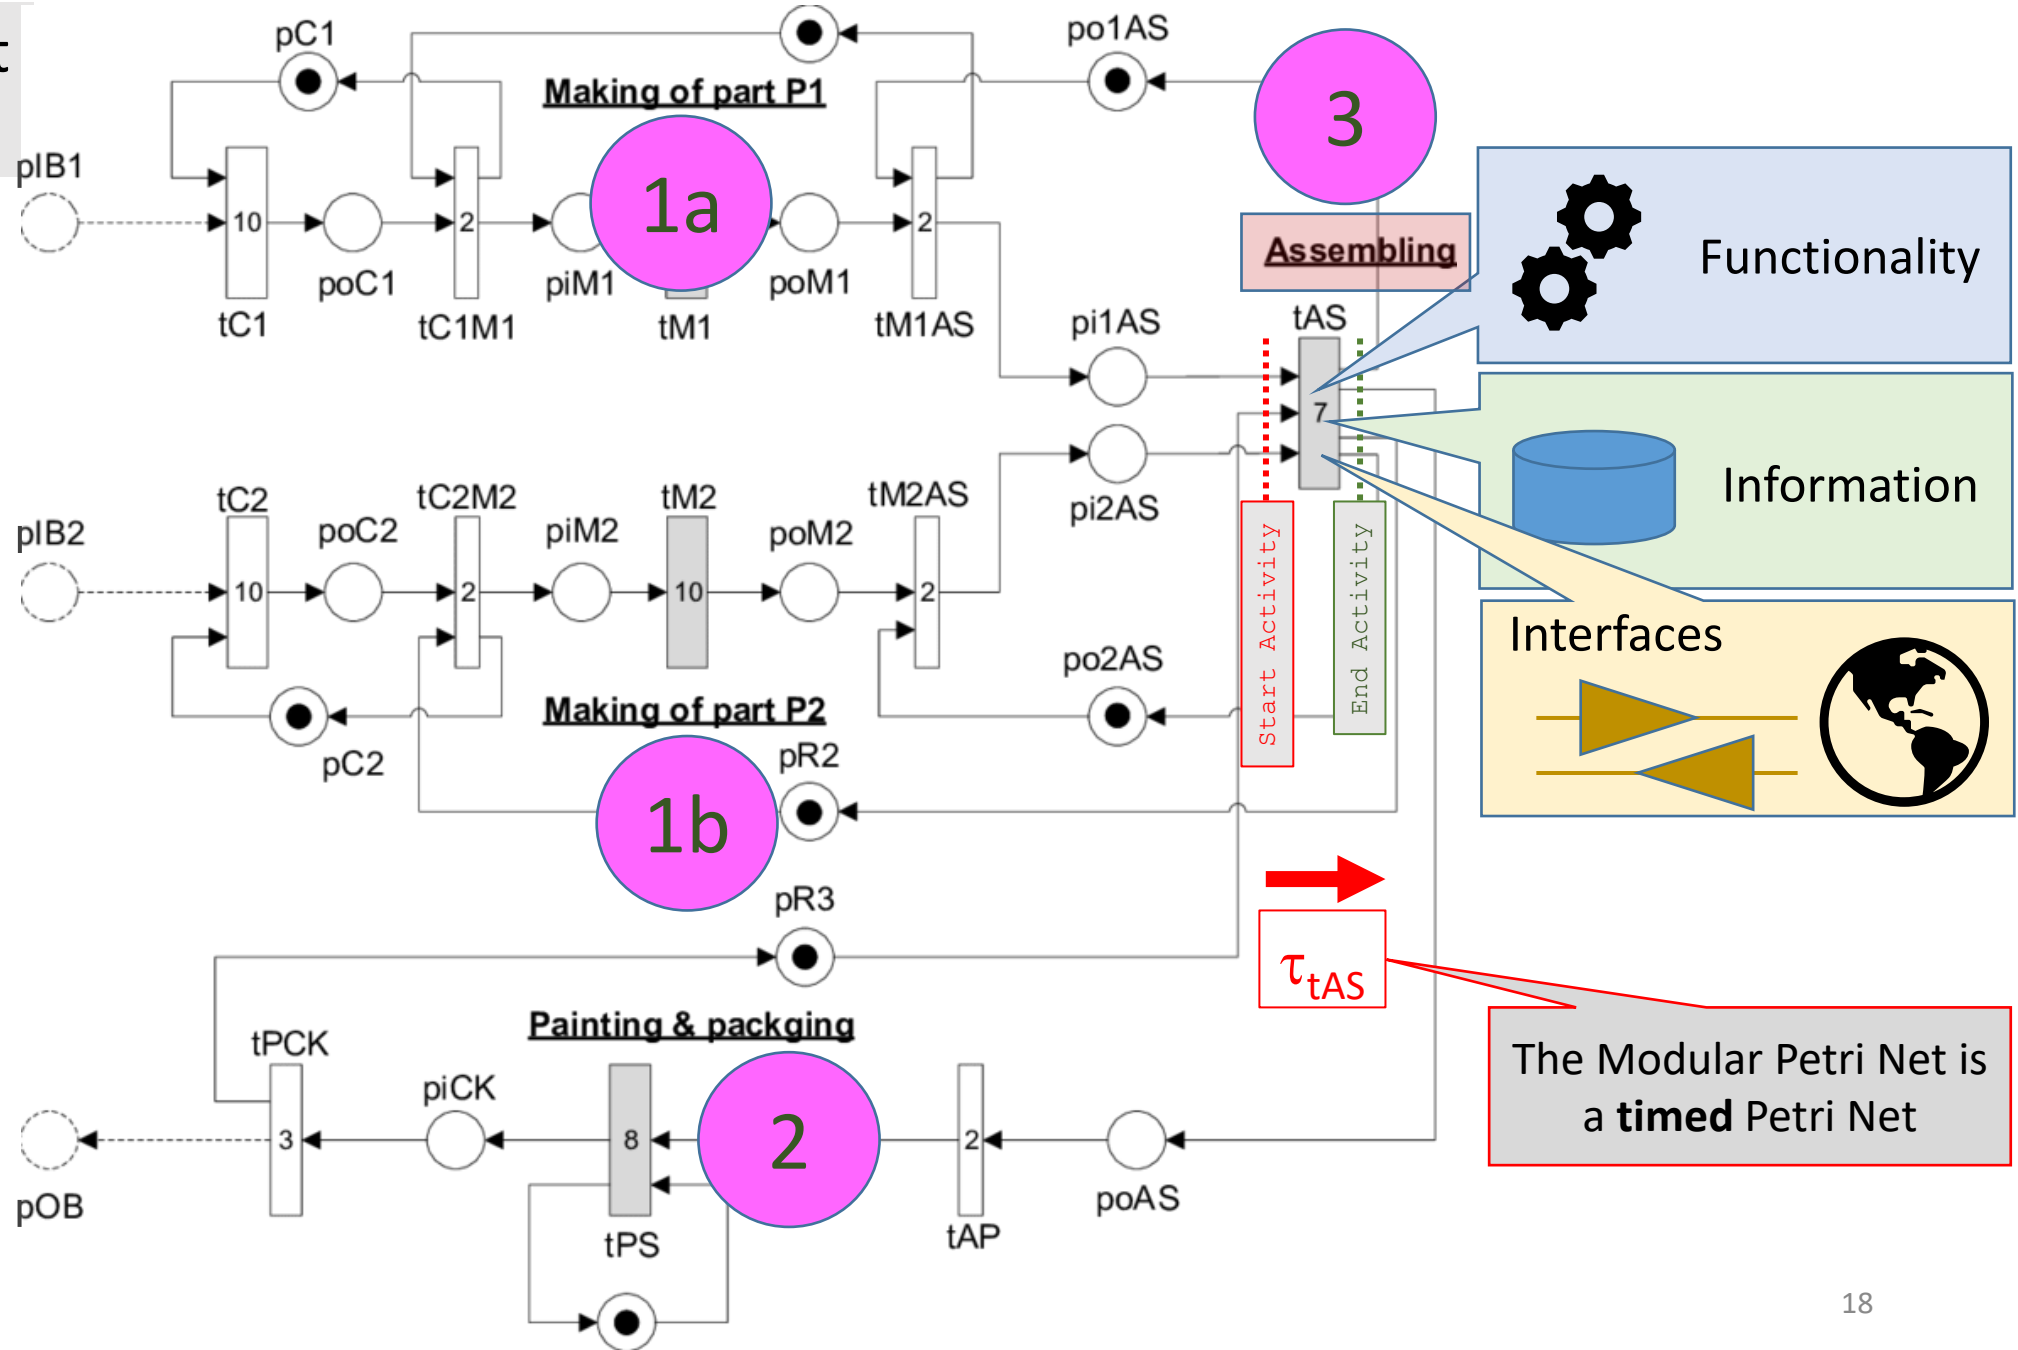 t
pC1
po1AS
Making of part P1
3
pIB1
1a
10
2
2
poC1
piM1
poM1
tC1
tC1M1
tM1
tM1AS
Assembling
Functionality
pi1AS
tAS
7
Information
pi2AS
tC2
tC2M2
tM2
tM2AS
pIB2
poC2
piM2
poM2
10
2
10
2
Start Activity
End Activity
Interfaces
po2AS
Making of part P2
pC2
pR2
1b
pR3
τtAS
Painting & packging
The Modular Petri Net is
a timed Petri Net
tPCK
piCK
3
8
2
2
pOB
tPS
tAP
poAS
18